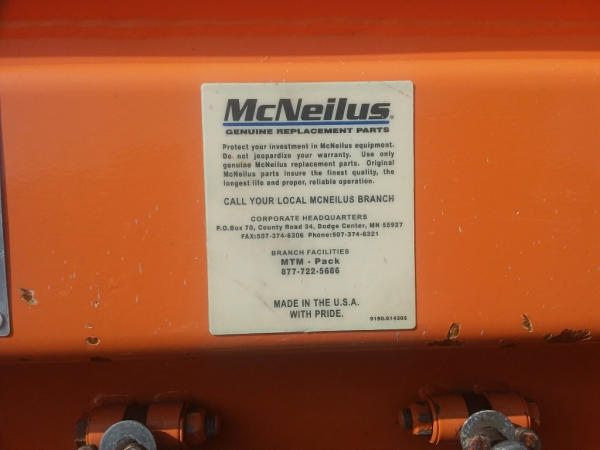 McNeilus®
GENUINE REPLACEMENT PARTS
Protect your investment in McNeilus equipment.
Do not jeopardize your warranty. Use only
genuine McNeilus replacement parts. Original
McNeilus parts insure the finest quality, the
longest life and proper, reliable operation.
CALL YOUR LOCAL MCNEILUS BRANCH
CORPORATE HEADQUARTERS
P.O.Box 70, County Road 34, Dodge Center, MN 55927
FAX:507-374-6306 Phone:507-374-6321
BRANCH FACILITIES
MTM - Pack
877-722-5686
MADE IN THE U.S.A.
WITH PRIDE.
9190.614305